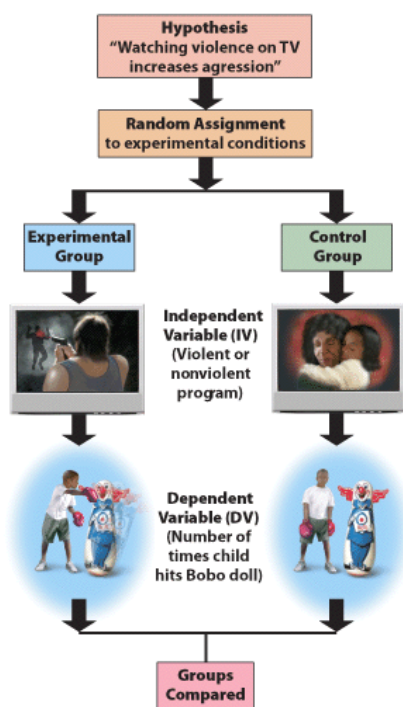 Hypothesis
“Watching violence on TV
increases agression”
Random Assignment
to experimental conditions
Experimental
Group
Control
Group
Independent
Variable (IV)
(Violent or
nonviolent
program)
Dependent
Variable (DV)
(Number of
times child
hits Bobo doll)
Groups
Compared